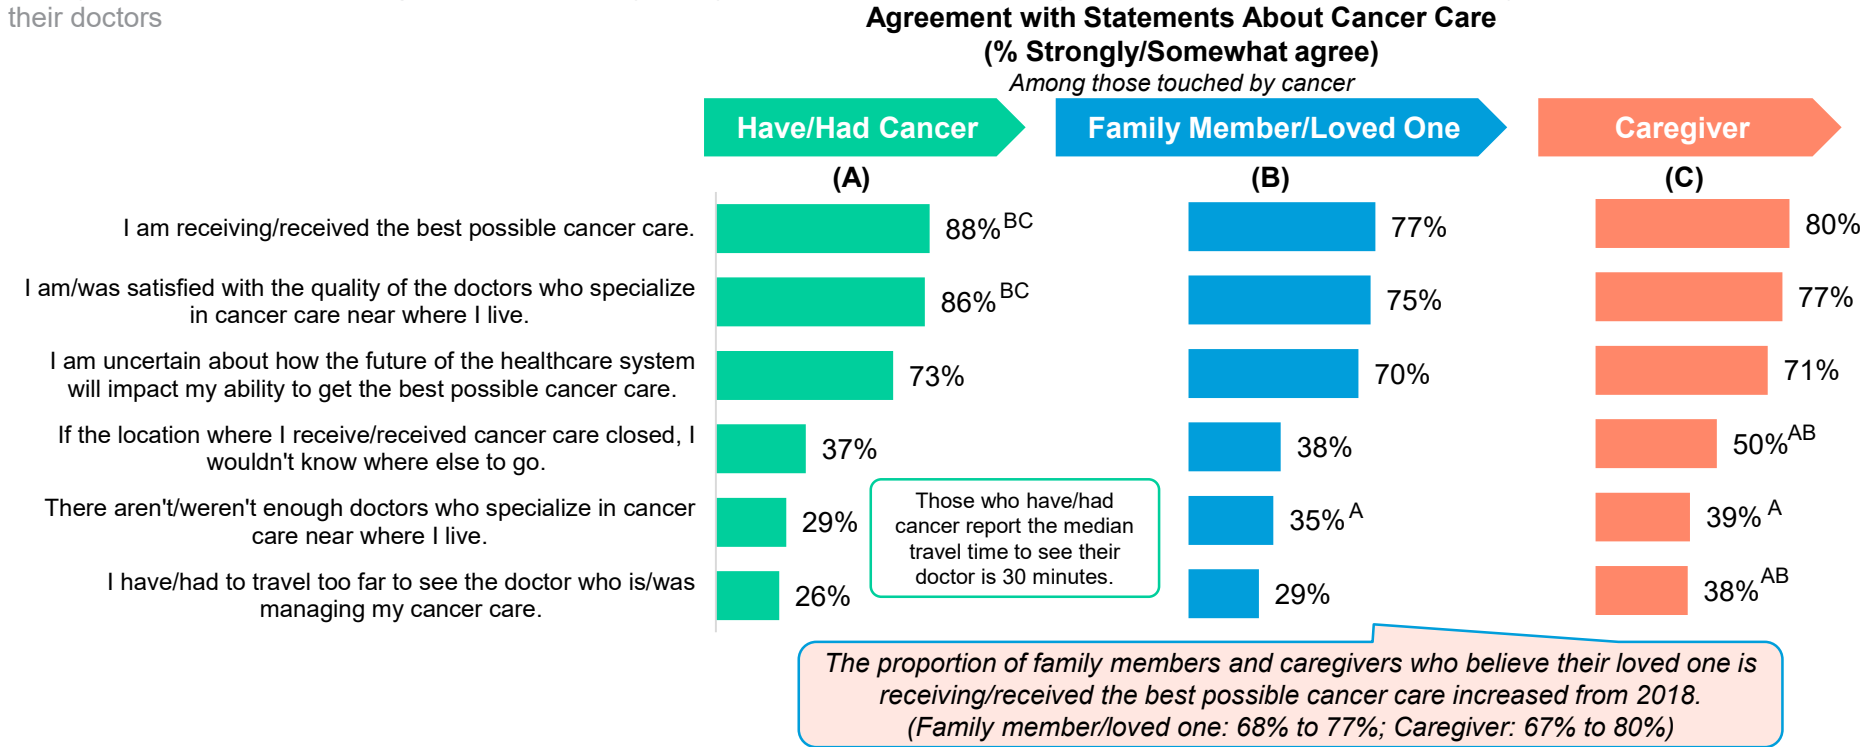 their doctors
Agreement with Statements About Cancer Care
(% Strongly/Somewhat agree)
Among those touched by cancer
Have/Had Cancer
Family Member/Loved One
Caregiver
(A)
(B)
(C)
I am receiving/received the best possible cancer care.
88% BC
77%
80%
I am/was satisfied with the quality of the doctors who specialize
in cancer care near where I live.
86% BC
75%
77%
I am uncertain about how the future of the healthcare system
will impact my ability to get the best possible cancer care.
73%
70%
71%
If the location where I receive/received cancer care closed, I
wouldn't know where else to go.
37%
38%
50% AB
There aren't/weren't enough doctors who specialize in cancer
care near where I live.
29%
35% A
39% A
I have/had to travel too far to see the doctor who is/was
managing my cancer care.
26%
29%
38% AB
Those who have/had
cancer report the median
travel time to see their
doctor is 30 minutes.
The proportion of family members and caregivers who believe their loved one is
receiving/received the best possible cancer care increased from 2018.
(Family member/loved one: 68% to 77%; Caregiver: 67% to 80%)